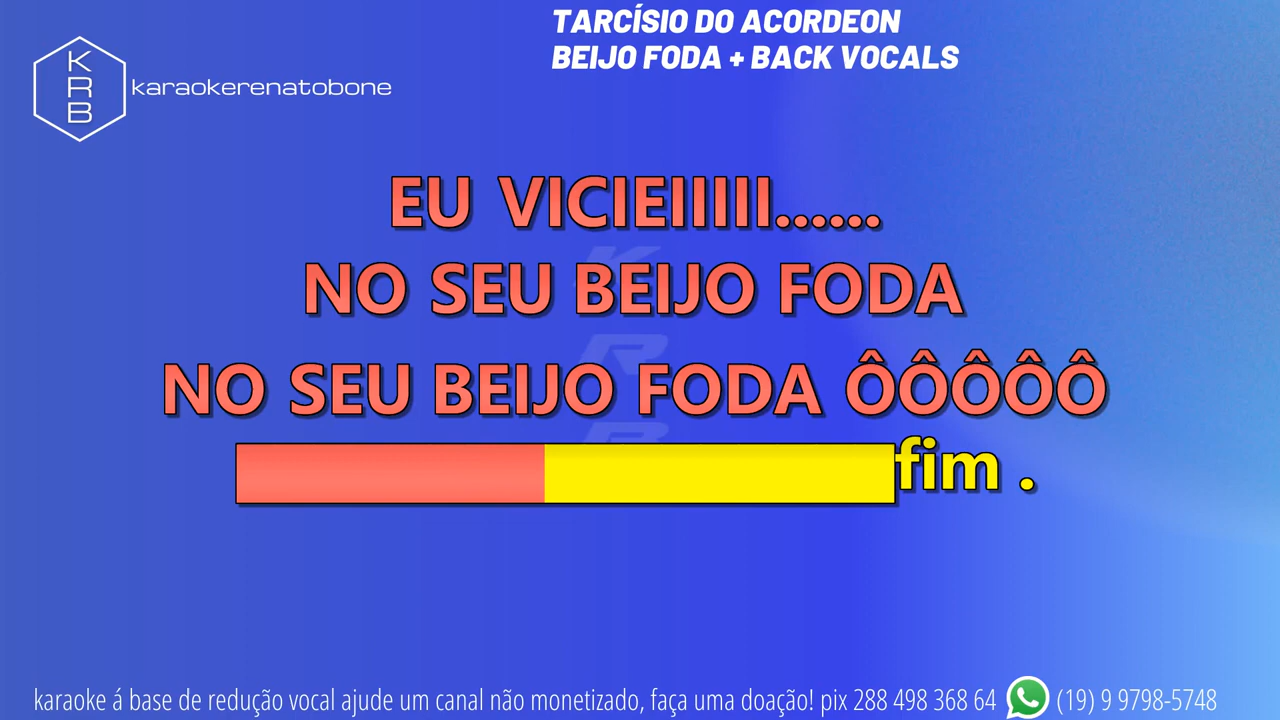 TARCÍSIO DO ACORDEON
BEIJO FODA + BACK VOCALS
K
R
B
karaokerenatobone
EU VICIEIIIII......
NO SEU BEIJO FODA
NO SEU BEIJO FODA ÔÔÔÔÔ
fim .
karaoke á base de redução vocal ajude um canal não monetizado, faça uma doação! pix 288 498 368 64 (19) 9 9798-5748